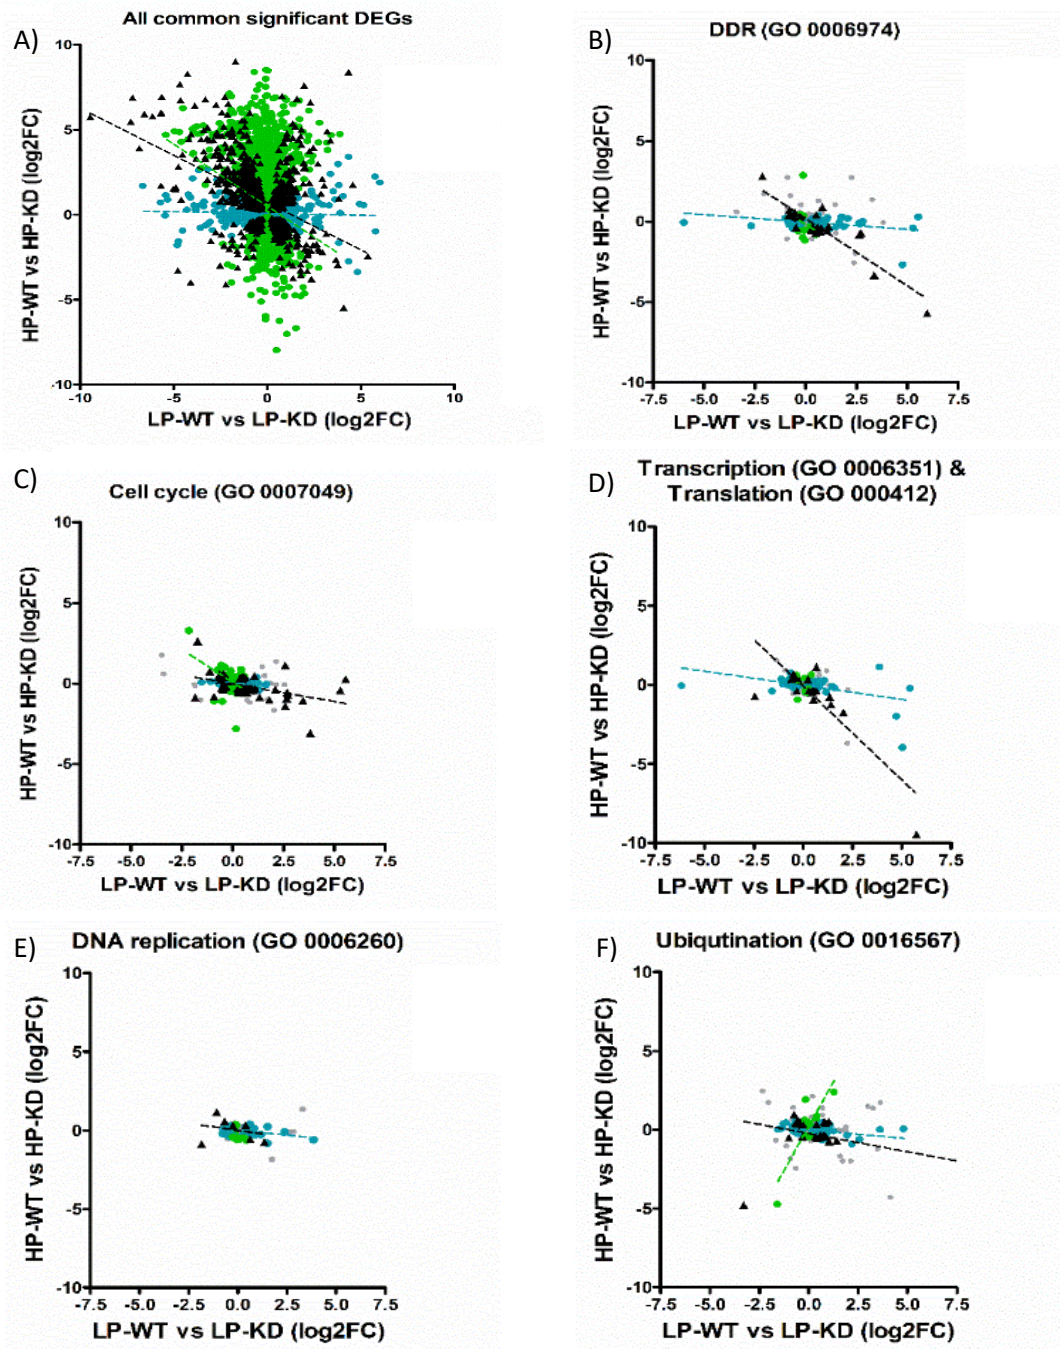 A)
All common significant DEGs
10
5
0
-5
-10
-10
-5
0
5
10
HP-WT vs HP-KD (log2FC)
LP-WT vs LP-KD (log2FC)
B)
DDR (GO 0006974)
10
5
0
-5
-10
-7.5
-5.0
-2.5
0.0
2.5
5.0
7.5
HP-WT vs HP-KD (log2FC)
LP-WT vs LP-KD (log2FC)
C)
Cell cycle (GO 0007049)
10
5
0
-5
-10
-7.5
-5.0
-2.5
0.0
2.5
5.0
7.5
HP-WT vs HP-KD (log2FC)
LP-WT vs LP-KD (log2FC)
D)
Transcription (GO 0006351) &
Translation (GO 000412)
10
5
0
-5
-10
-7.5
-5.0
-2.5
0.0
2.5
5.0
7.5
HP-WT vs HP-KD (log2FC)
LP-WT vs LP-KD (log2FC)
E)
DNA replication (GO 0006260)
10
5
0
-5
-10
-7.5
-5.0
-2.5
0.0
2.5
5.0
7.5
HP-WT vs HP-KD (log2FC)
LP-WT vs LP-KD (log2FC)
F)
Ubiqutination (GO 0016567)
10
5
0
-5
-10
-7.5
-5.0
-2.5
0.0
2.5
5.0
7.5
HP-WT vs HP-KD (log2FC)
LP-WT vs LP-KD (log2FC)